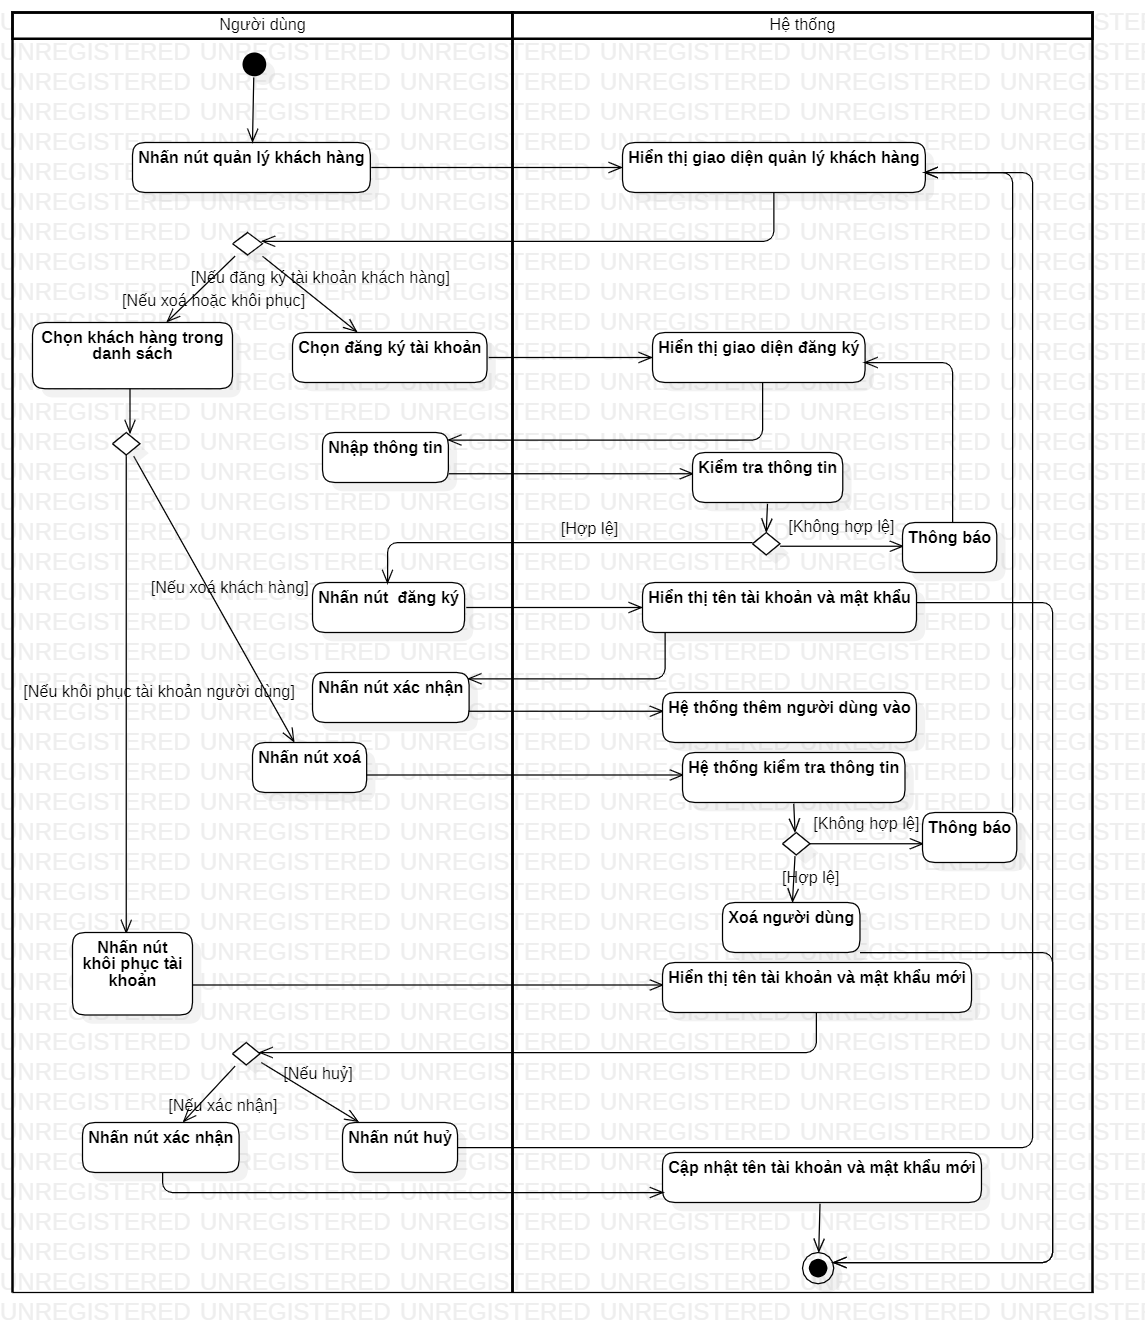 Người dùng
Hệ thống
Nhấn nút quản lý khách hàng
Hiển thị giao diện quản lý khách hàng
[Nếu đăng ký tài khoản khách hàng]
[Nếu xoá hoặc khôi phục]
Chọn khách hàng trong
danh sách
Chọn đăng ký tài khoản
Hiển thị giao diện đăng ký
Nhập thông tin
Kiểm tra thông tin
[Hợp lệ]
[Không hợp lệ]
Thông báo
[Nếu xoá khách hàng]
Nhấn nút  đăng ký
Hiển thị tên tài khoản và mật khẩu
[Nếu khôi phục tài khoản người dùng]
Nhấn nút xác nhận
Hệ thống thêm người dùng vào
Nhấn nút xoá
Hệ thống kiểm tra thông tin
[Không hợp lệ]
Thông báo
[Hợp lệ]
Xoá người dùng
Nhấn nút
khôi phục tài
khoản
Hiển thị tên tài khoản và mật khẩu mới
[Nếu huỷ]
[Nếu xác nhận]
Nhấn nút xác nhận
Nhấn nút huỷ
Cập nhật tên tài khoản và mật khẩu mới
UNREGISTERED